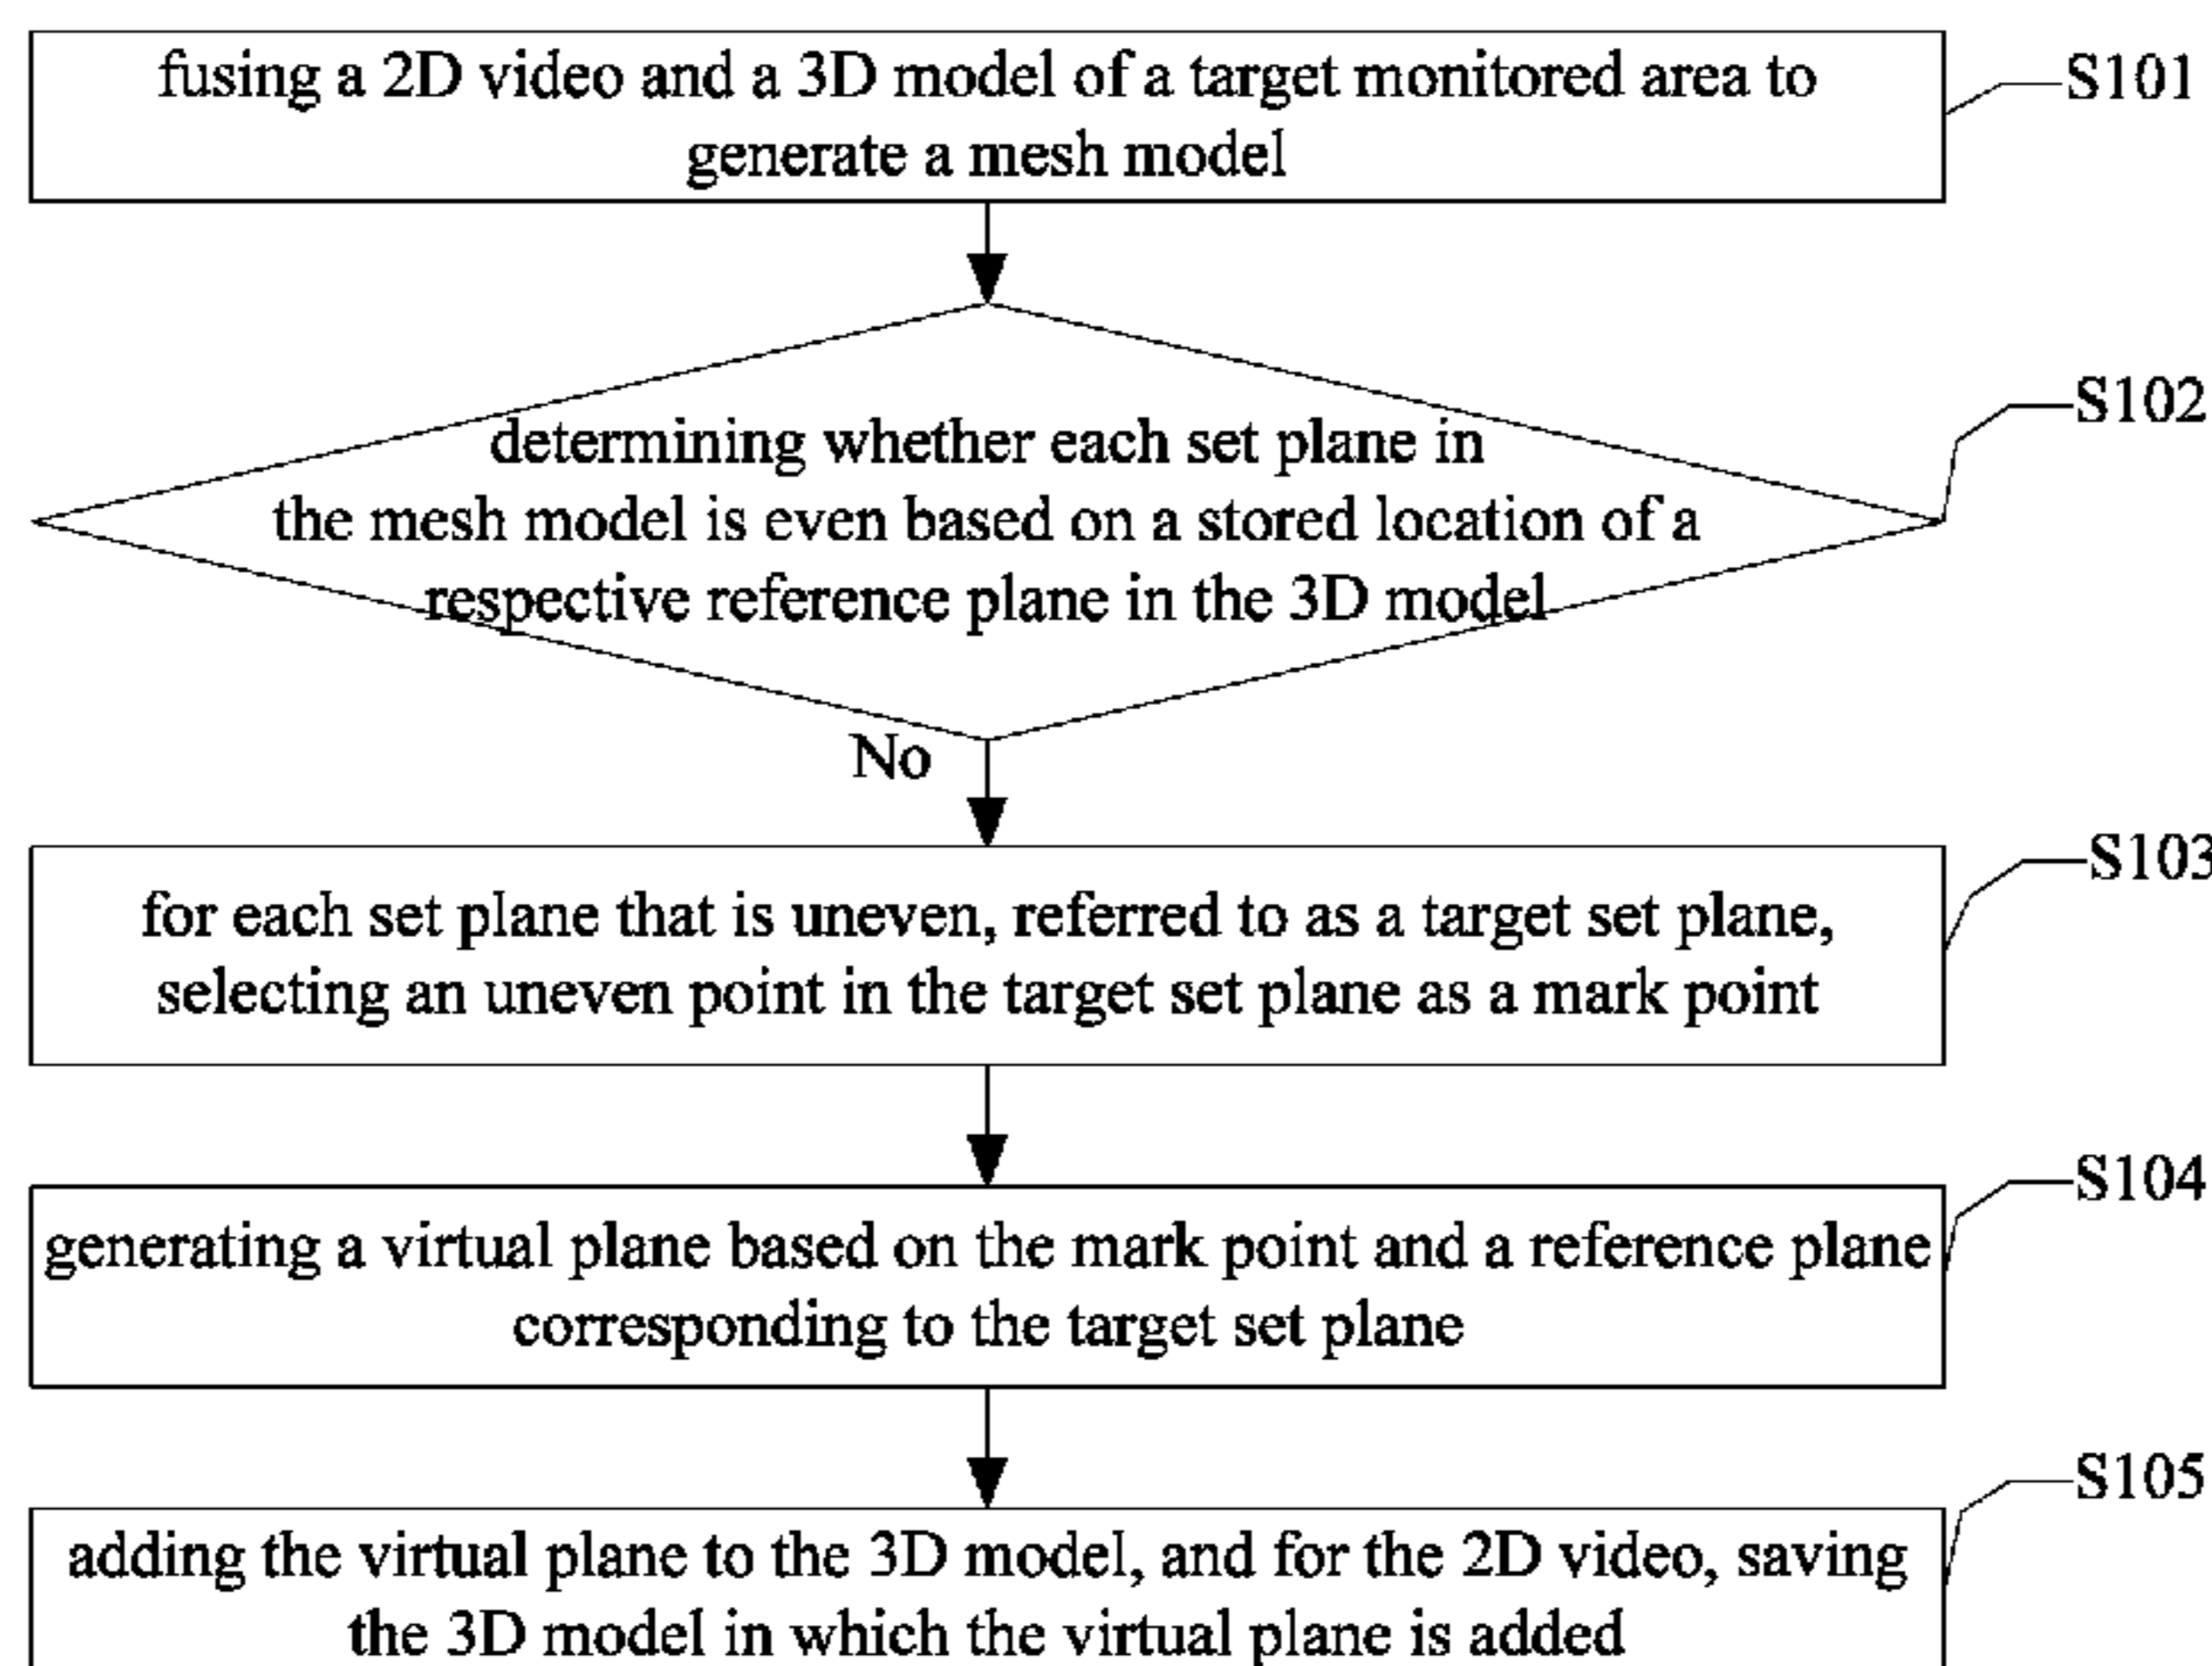 fusing a 2D video and a 3D model of a target monitored area to
generate a mesh model
S101
determining whether each set plane in
the mesh model is even based on a stored location of a
respective reference plane in the 3D model
S102
No
for each set plane that is uneven, referred to as a target set plane,
selecting an uneven point in the target set plane as a mark point
S103
generating a virtual plane based on the mark point and a reference plane
corresponding to the target set plane
S104
adding the virtual plane to the 3D model, and for the 2D video, saving
the 3D model in which the virtual plane is added
S105